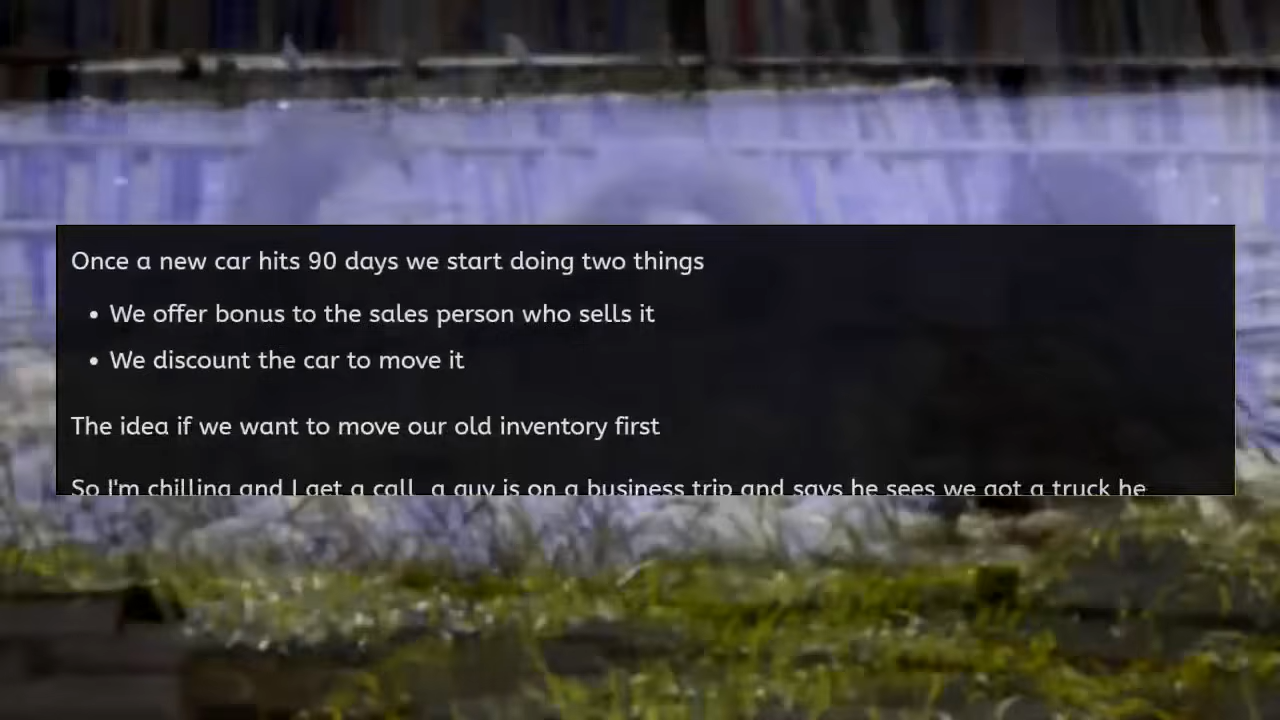 Once a new car hits 90 days we start doing two things
• We offer bonus to the sales person who sells it
• We discount the car to move it
The idea if we want to move our old inventory first
So I'm chilling and I get a call, a guy is on a business trip and says he sees we got a truck he